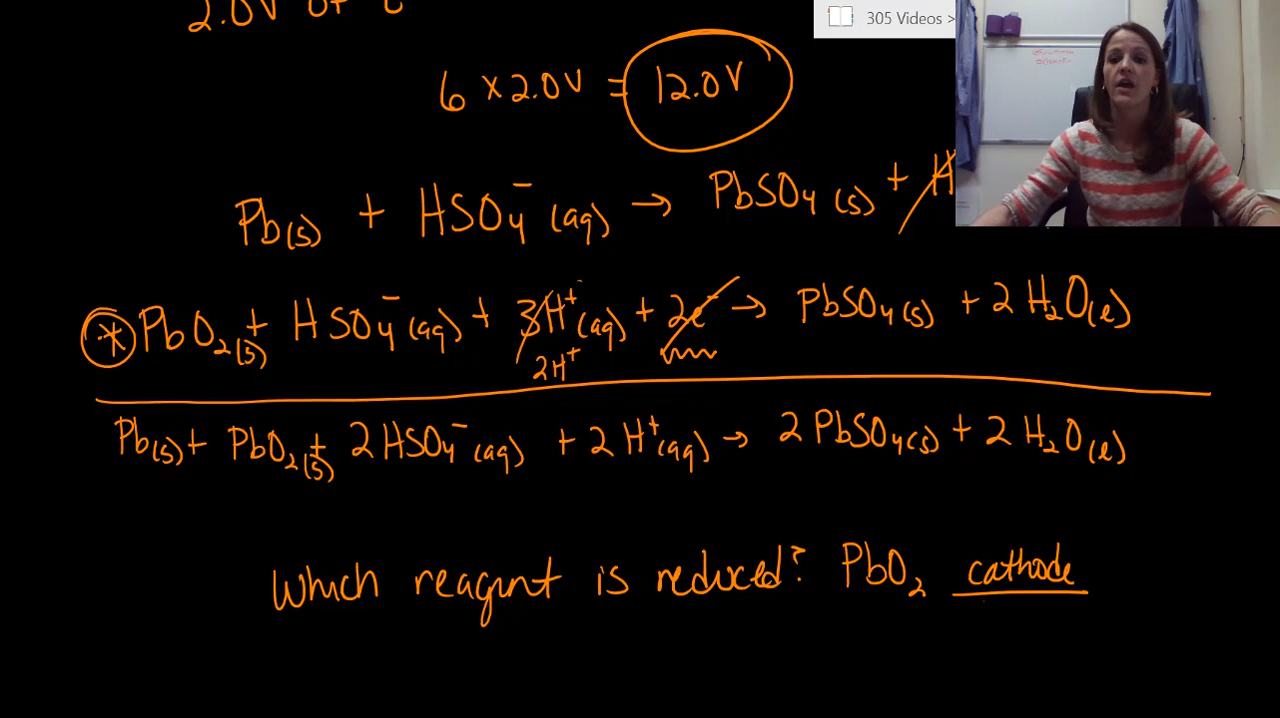 2.0V
305 Videos >
6 × 2.0V = 12.0V
Pb(s) + HSO₄⁻(aq) → PbSO₄(s) + H
* PbO₂(s) + HSO₄⁻(aq) + 3H⁺(aq) + 2e⁻ → PbSO₄(s) + 2H₂O(l)
2H⁺
Pb(s) + PbO₂(s) + 2HSO₄⁻(aq) + 2H⁺(aq) → 2PbSO₄(s) + 2H₂O(l)
Which reagent is reduced? PbO₂ cathode